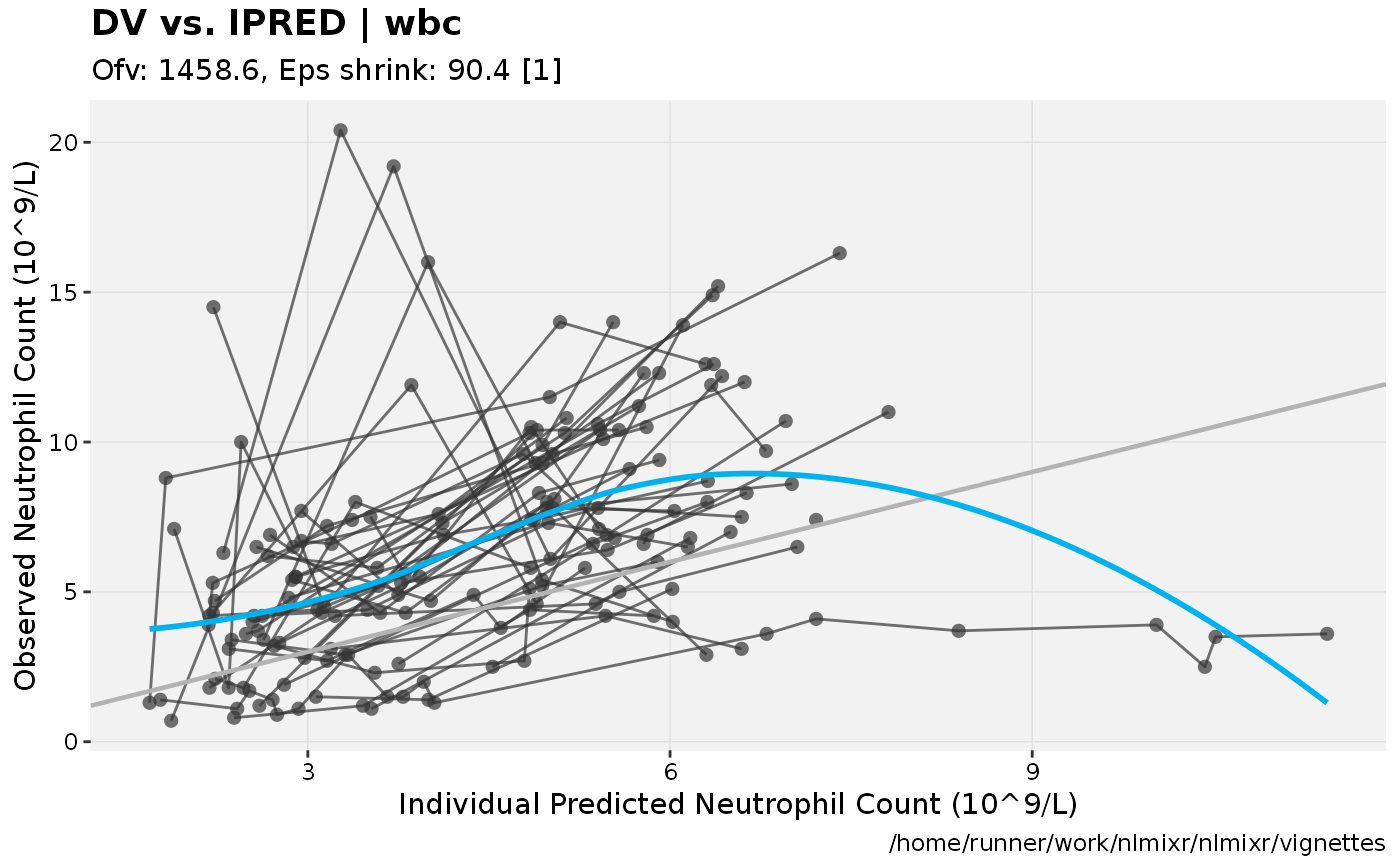 DV vs. IPRED | wbc
Ofv: 1458.6, Eps shrink: 90.4 [1]
Observed Neutrophil Count (10^9/L)
20
15
10
5
0
3 6 9
Individual Predicted Neutrophil Count (10^9/L)
/home/runner/work/nlmixr/nlmixr/vignettes